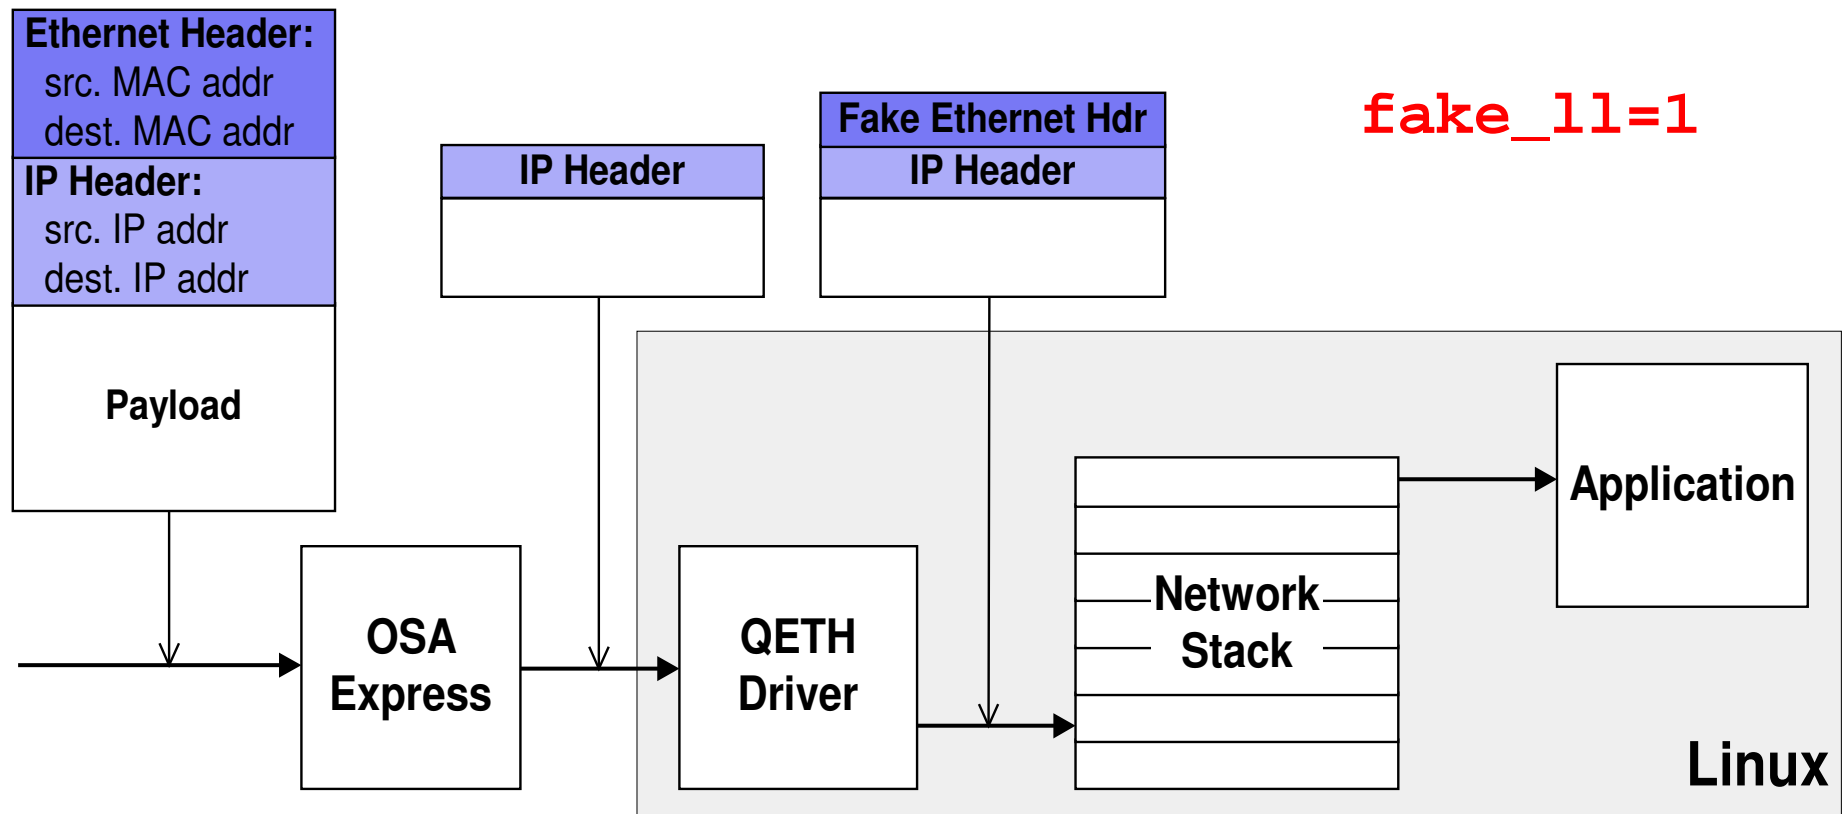 Ethernet Header:
src. MAC addr
dest. MAC addr
IP Header:
src. IP addr
dest. IP addr
Payload
IP Header
Fake Ethernet Hdr
IP Header
fake_ll=1
OSA
Express
QETH
Driver
Network
Stack
Application
Linux